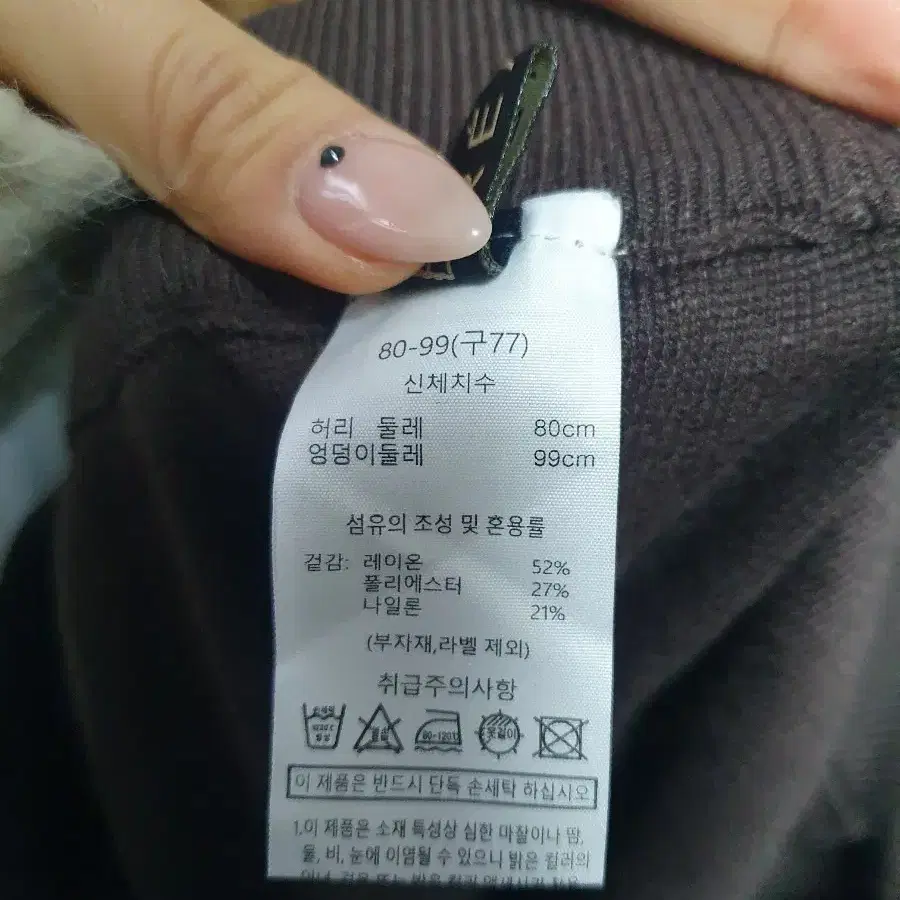 80-99(구77)
신체치수
허리 둘레 80cm
엉덩이둘레 99cm
섬유의 조성 및 혼용률
겉감: 레이온 52%
폴리에스터 27%
나일론 21%
(부자재,라벨 제외)
취급주의사항
80-120℃ 옷걸이
이 제품은 반드시 단독 손세탁 하십시오
1.이 제품은 소재 특성상 심한 마찰이나 땀,
물, 비, 눈에 이염될 수 있으니 밝은 컬러의